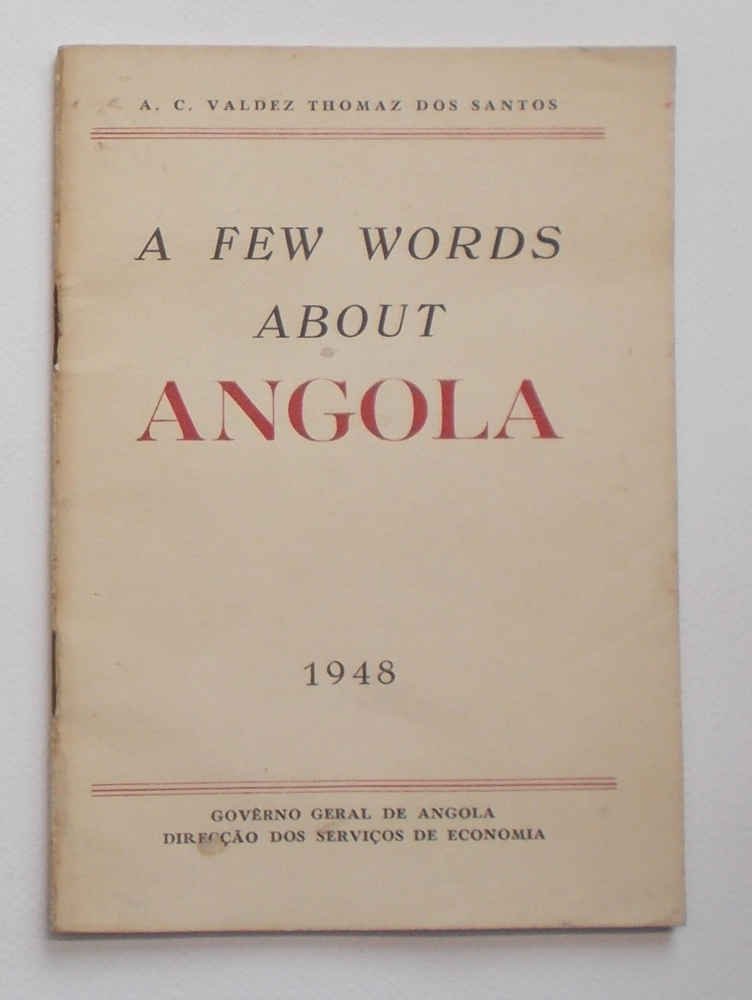 A. C. VALDEZ THOMAZ DOS SANTOS
A FEW WORDS
ABOUT
ANGOLA
1948
GOVÊRNO GERAL DE ANGOLA
DIRECÇÃO DOS SERVIÇOS DE ECONOMIA